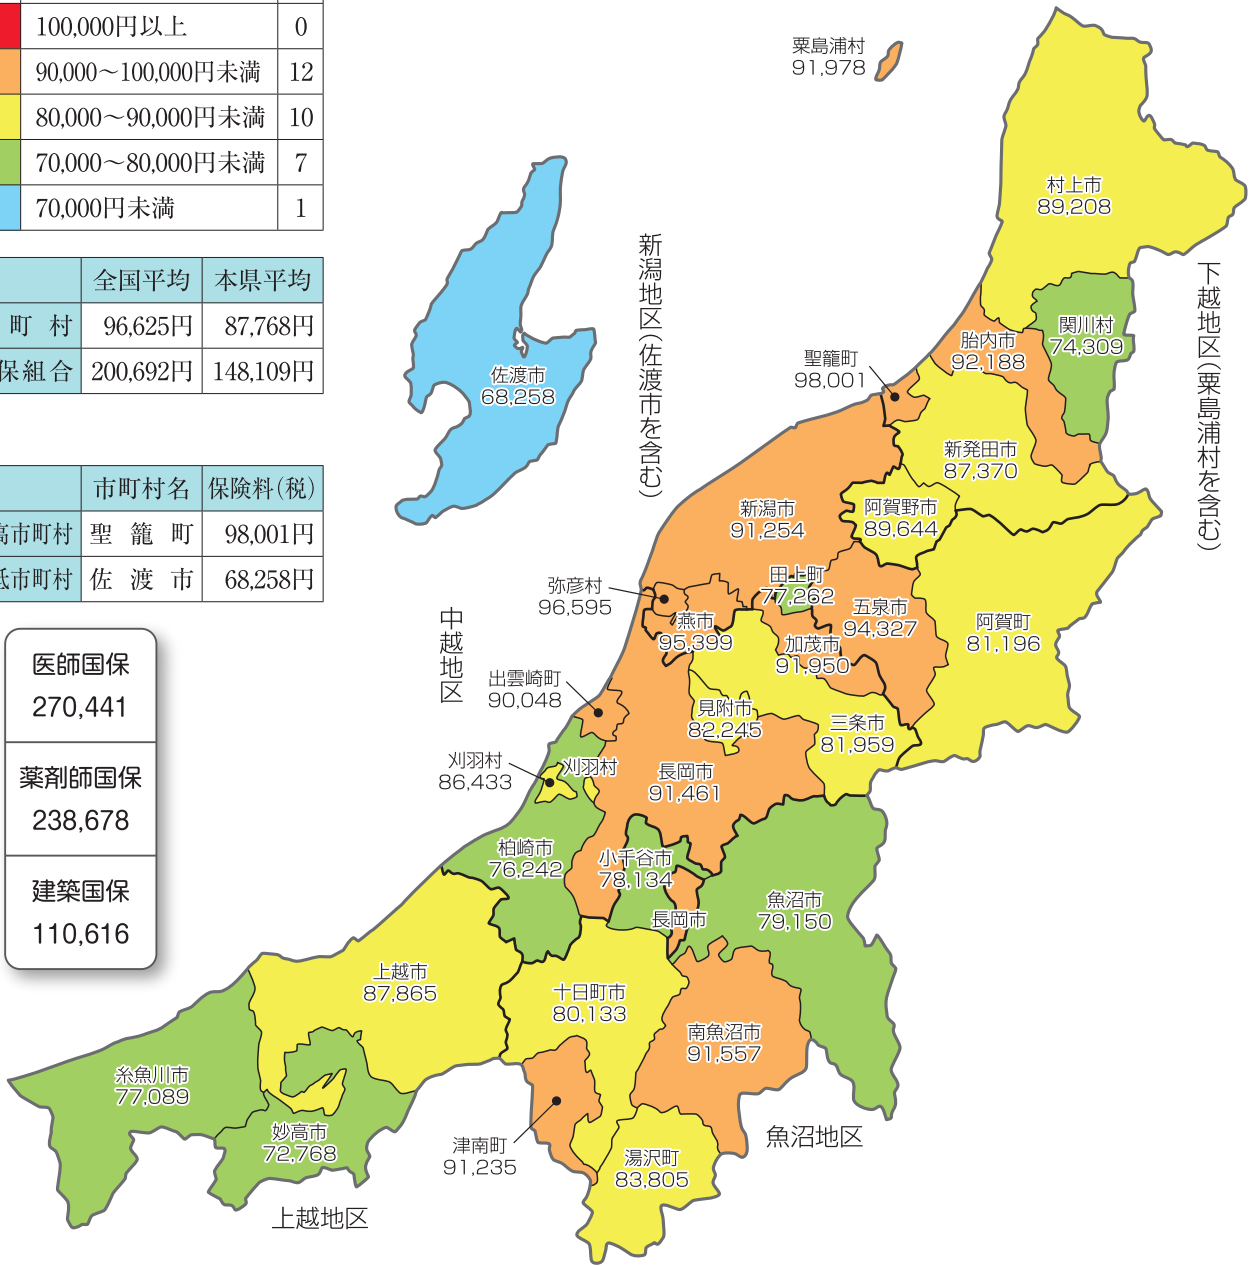 100,000円以上 0
90,000～100,000円未満 12
80,000～90,000円未満 10
70,000～80,000円未満 7
70,000円未満 1
全国平均 本県平均
町村 96,625円 87,768円
保組合 200,692円 148,109円
市町村名 保険料(税)
高市町村 聖籠町 98,001円
低市町村 佐渡市 68,258円
医師国保
270,441
薬剤師国保
238,678
建築国保
110,616
粟島浦村
91,978
村上市
89,208
新潟地区(佐渡市を含む)
下越地区(粟島浦村を含む)
関川村
74,309
胎内市
92,188
聖籠町
98,001
佐渡市
68,258
新発田市
87,370
新潟市
91,254
阿賀野市
89,644
田上町
77,262
弥彦村
96,595
燕市
95,399
五泉市
94,327
阿賀町
81,196
加茂市
91,950
中越地区
出雲崎町
90,048
見附市
82,245
三条市
81,959
刈羽村
86,433
刈羽村
長岡市
91,461
柏崎市
76,242
小千谷市
78,134
長岡市
魚沼市
79,150
上越市
87,865
十日町市
80,133
南魚沼市
91,557
糸魚川市
77,089
妙高市
72,768
津南町
91,235
湯沢町
83,805
魚沼地区
上越地区